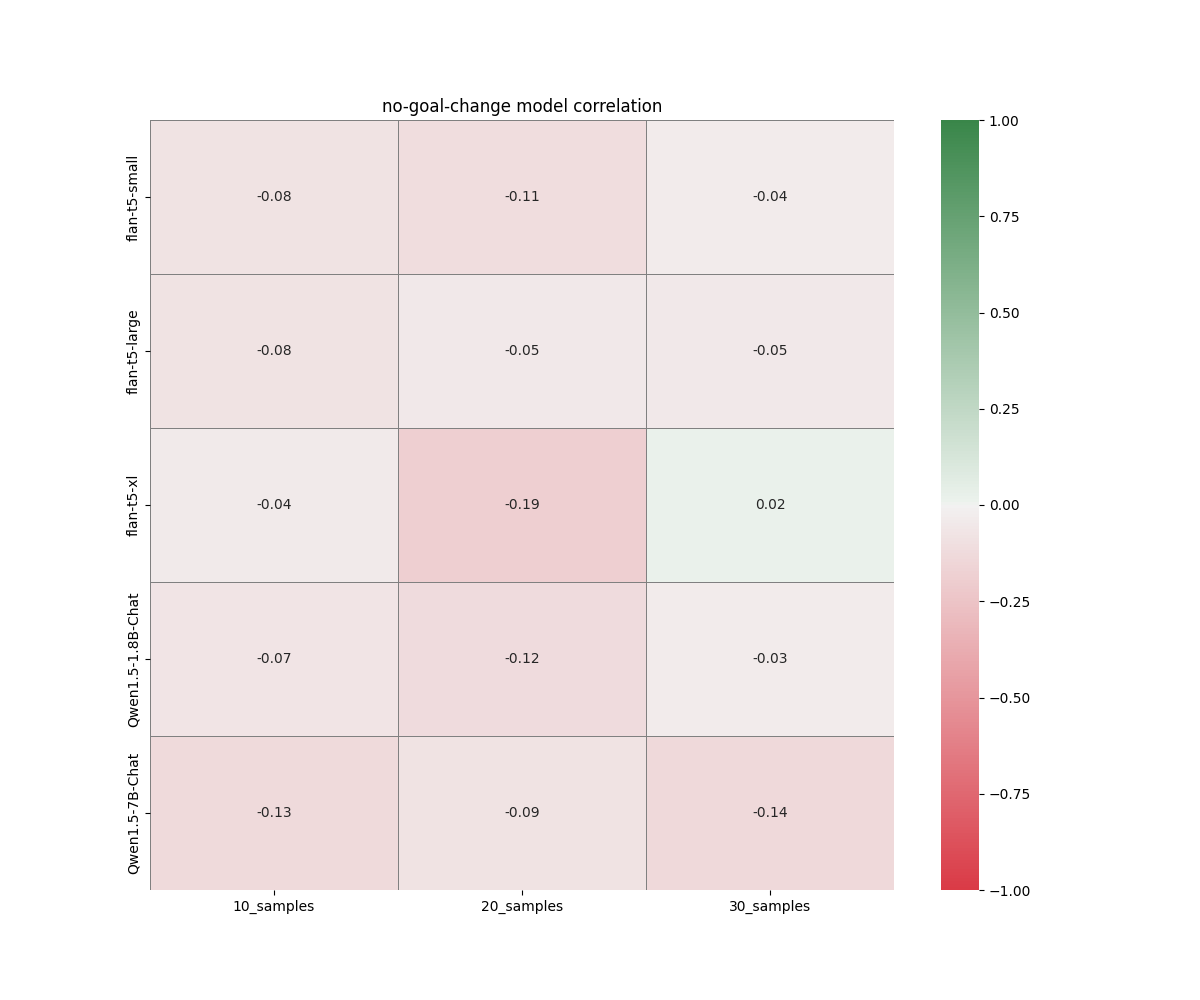 no-goal-change model correlation
flan-t5-small
-0.08
-0.11
-0.04
flan-t5-large
-0.08
-0.05
-0.05
flan-t5-xl
-0.04
-0.19
0.02
Qwen1.5-1.8B-Chat
-0.07
-0.12
-0.03
Qwen1.5-7B-Chat
-0.13
-0.09
-0.14
10_samples
20_samples
30_samples
1.00
0.75
0.50
0.25
0.00
−0.25
−0.50
−0.75
−1.00